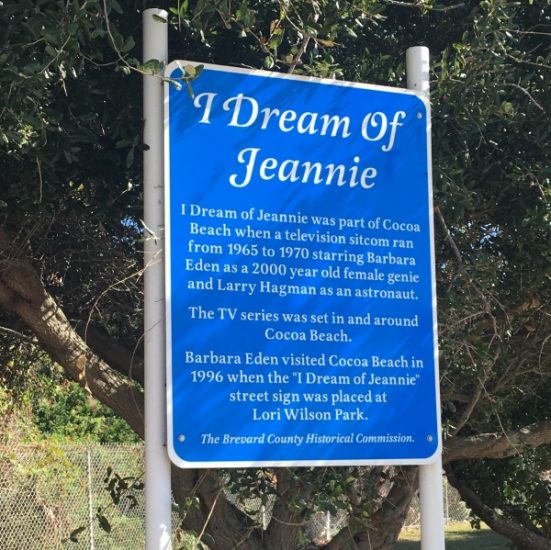 I Dream Of
Jeannie
I Dream of Jeannie was part of Cocoa
Beach when a television sitcom ran
from 1965 to 1970 starring Barbara
Eden as a 2000 year old female genie
and Larry Hagman as an astronaut.
The TV series was set in and around
Cocoa Beach.
Barbara Eden visited Cocoa Beach in
1996 when the "I Dream of Jeannie"
street sign was placed at
Lori Wilson Park.
The Brevard County Historical Commission.